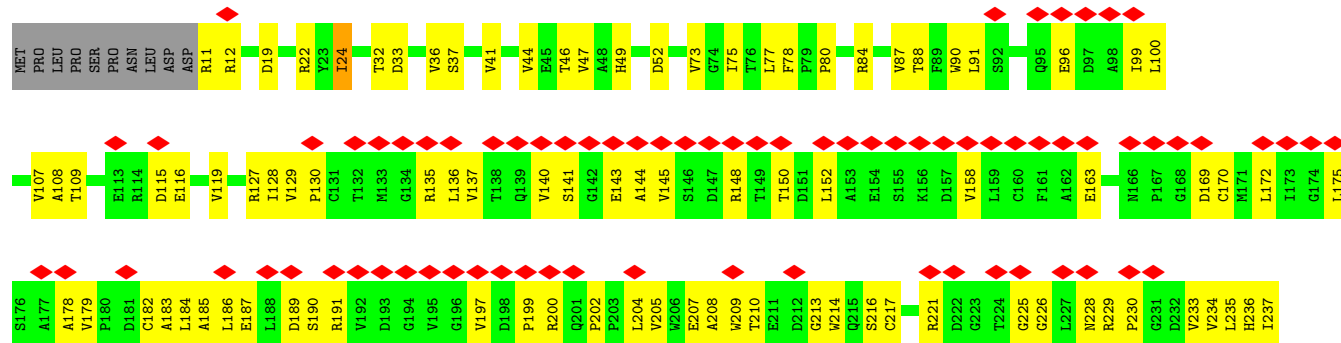 MET PRO LEU PRO SER PRO ASN LEU ASP ASP R11 R12 D19 R22 Y23 I24 T32 D33 V36 S37 V41 V44 E45 T46 V47 A48 H49 D52 V73 G74 I75 T76 L77 F78 P79 P80 R84 V87 T88 F89 W90 L91 S92 Q95 E96 D97 A98 I99 L100
V107 A108 T109 E113 R114 D115 E116 V119 R127 I128 V129 P130 C131 T132 M133 G134 R135 L136 V137 T138 Q139 V140 S141 G142 E143 A144 V145 S146 D147 R148 T149 T150 D151 L152 A153 E154 S155 K156 D157 V158 L159 C160 F161 A162 E163 N166 P167 G168 D169 C170 M171 L172 I173 G174 L175
S176 A177 A178 V179 P180 D181 C182 A183 L184 A185 L186 E187 L188 D189 S190 R191 V192 D193 G194 V195 G196 V197 D198 P199 R200 Q201 P202 P203 L204 V205 W206 E207 A208 W209 T210 E211 D212 G213 W214 Q215 S216 C217 R221 D222 G223 T224 G225 G226 L227 N228 R229 P230 G231 D232 V233 V234 L235 H236 I237